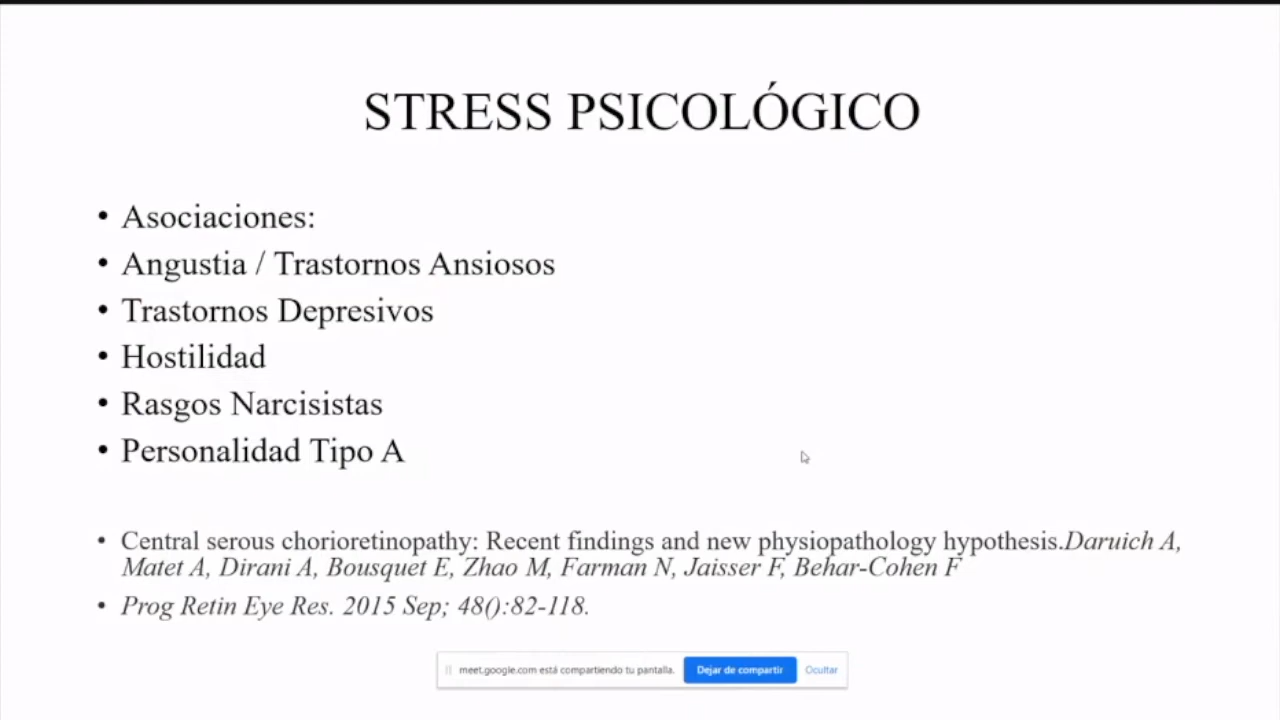 STRESS PSICOLÓGICO
• Asociaciones:
• Angustia / Trastornos Ansiosos
• Trastornos Depresivos
• Hostilidad
• Rasgos Narcisistas
• Personalidad Tipo A
• Central serous chorioretinopathy: Recent findings and new physiopathology hypothesis.Daruich A,
Matet A, Dirani A, Bousquet E, Zhao M, Farman N, Jaisser F, Behar-Cohen F
• Prog Retin Eye Res. 2015 Sep; 48():82-118.
meet.google.com está compartiendo tu pantalla. Dejar de compartir Ocultar